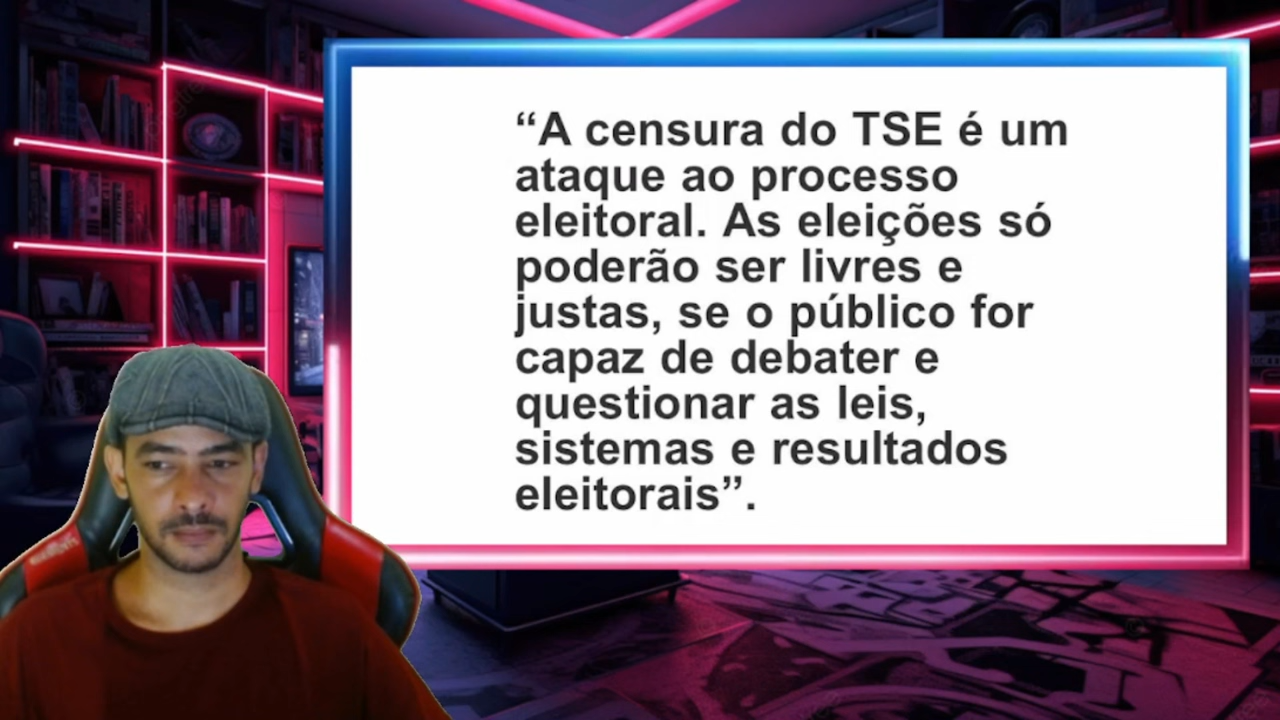 “A censura do TSE é um
ataque ao processo
eleitoral. As eleições só
poderão ser livres e
justas, se o público for
capaz de debater e
questionar as leis,
sistemas e resultados
eleitorais”.